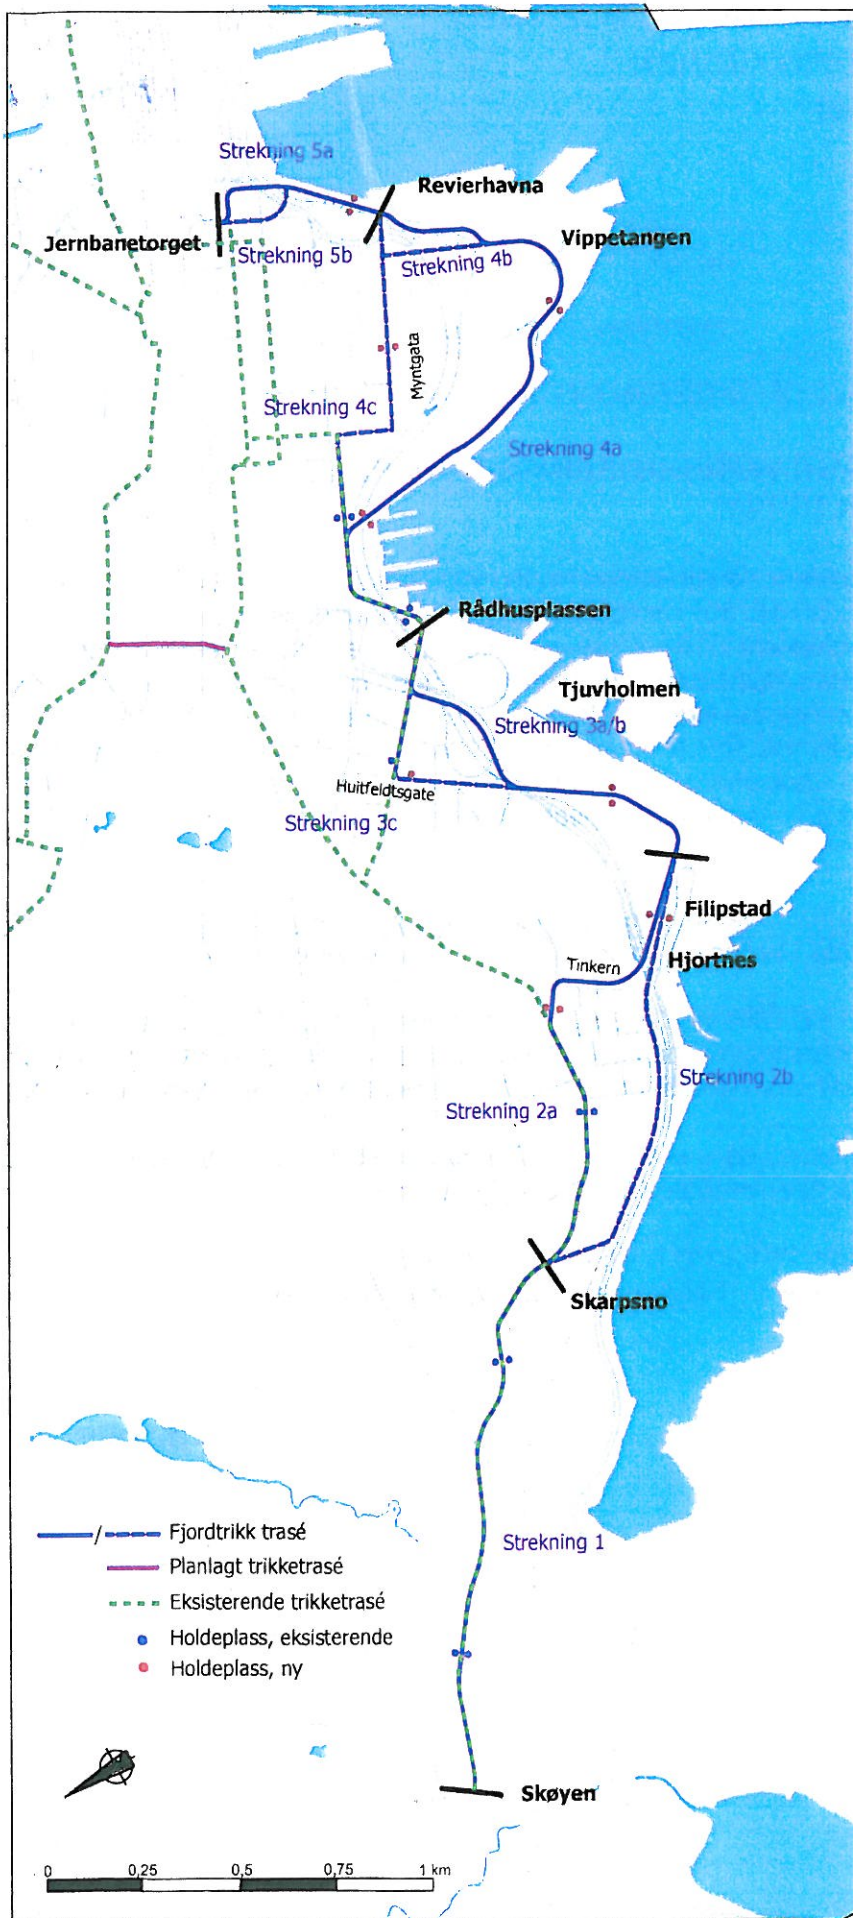 Strekning 5a
Revierhavna
Jernbanetorget
Vippetangen
Strekning 5b
Strekning 4b
Myntgata
Strekning 4c
Strekning 4a
Rådhusplassen
Tjuvholmen
Strekning 3a/b
Huitfeldtsgate
Strekning 3c
Filipstad
Hjortnes
Tinkern
Strekning 2b
Strekning 2a
Skarpsno
Strekning 1
/ Fjordtrikk trasé
Planlagt trikketrasé
Eksisterende trikketrasé
Holdeplass, eksisterende
Holdeplass, ny
Skøyen
0 0,25 0,5 0,75 1 km